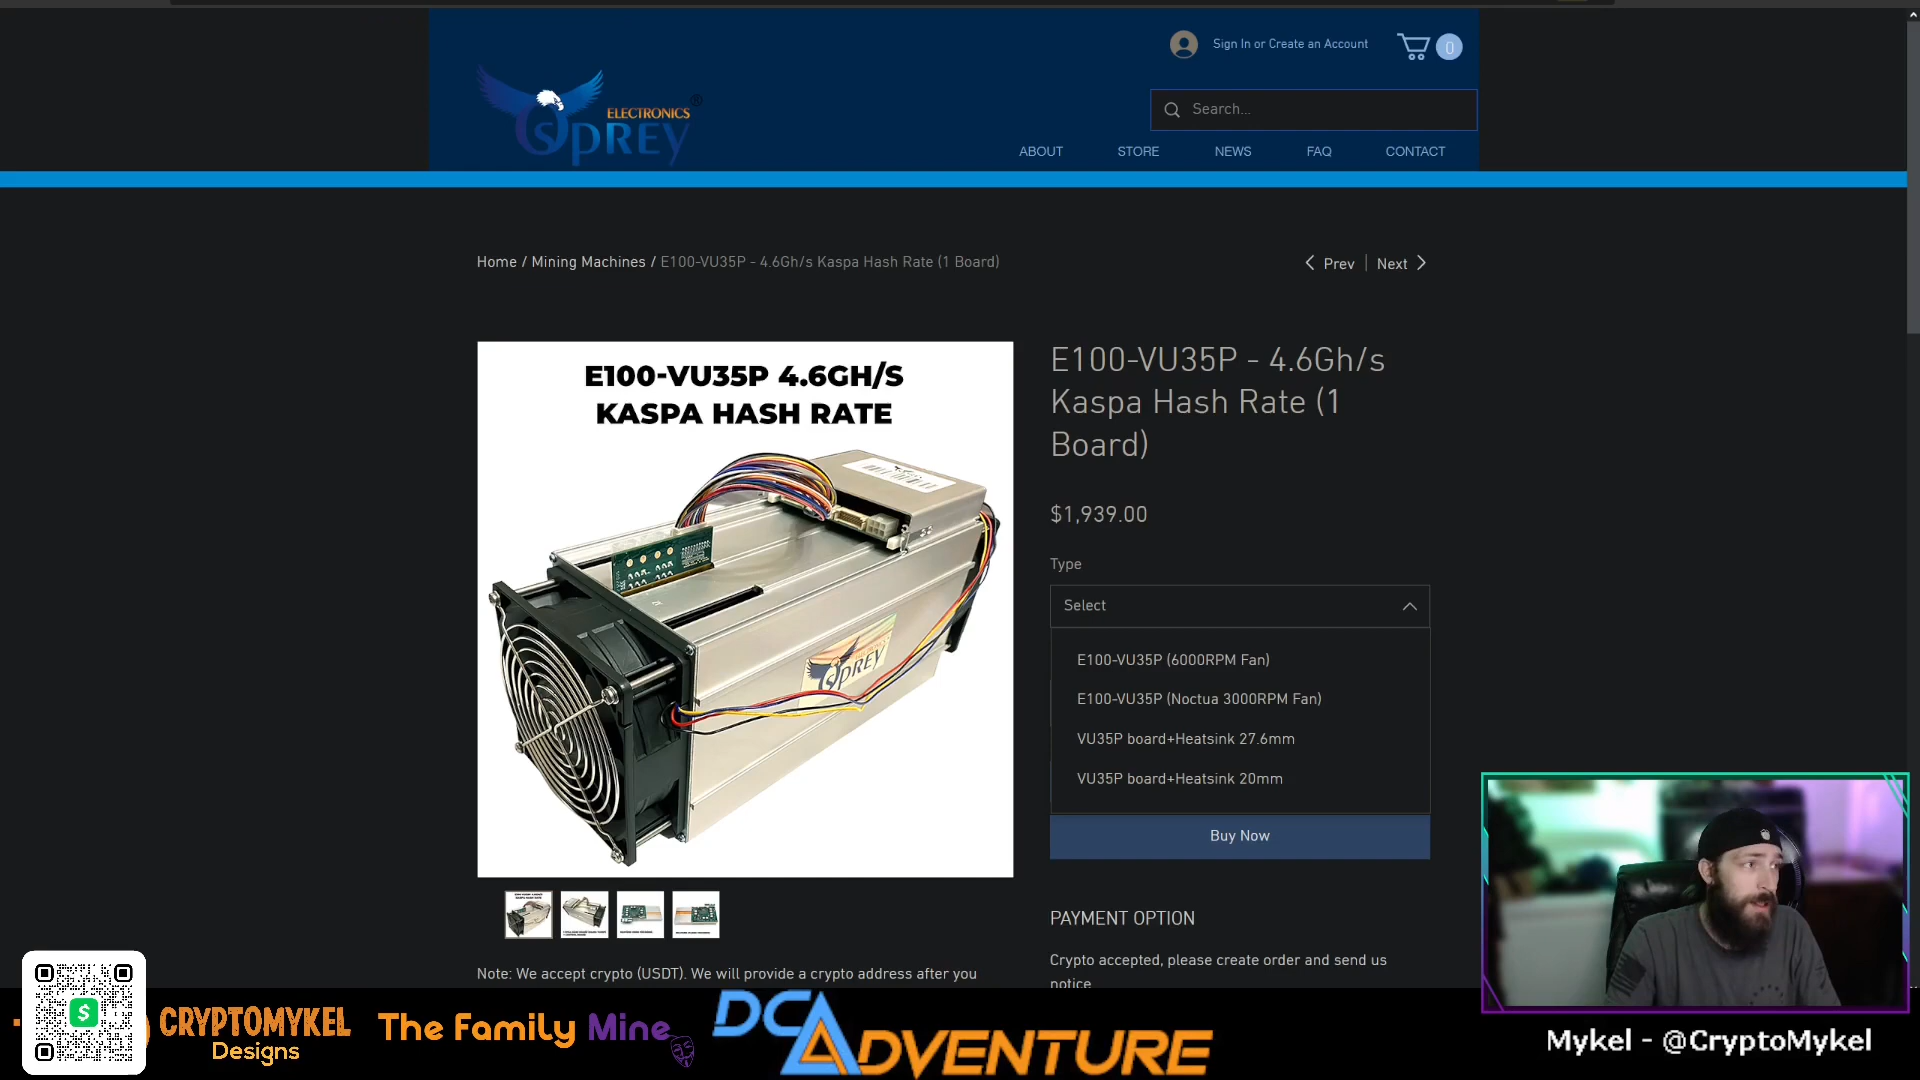 Sign In or Create an Account
0
ELECTRONICS ®
OSPREY
Search...
ABOUT STORE NEWS FAQ CONTACT
Home / Mining Machines / E100-VU35P - 4.6Gh/s Kaspa Hash Rate (1 Board)
Prev | Next
E100-VU35P 4.6GH/S
KASPA HASH RATE
OSPREY
E100-VU35P - 4.6Gh/s
Kaspa Hash Rate (1
Board)
$1,939.00
Type
Select
E100-VU35P (6000RPM Fan)
E100-VU35P (Noctua 3000RPM Fan)
VU35P board+Heatsink 27.6mm
VU35P board+Heatsink 20mm
Buy Now
PAYMENT OPTION
Crypto accepted, please create order and send us
notice
Note: We accept crypto (USDT). We will provide a crypto address after you
$
CRYPTOMYKEL
Designs
The Family Mine
DCADVENTURE
Mykel - @CryptoMykel